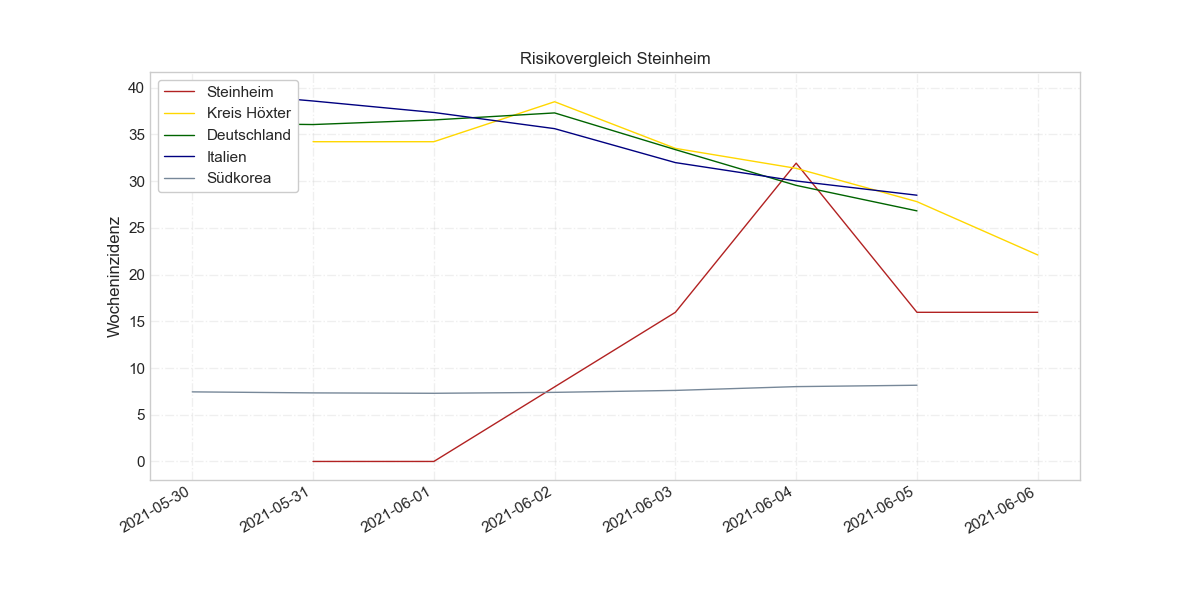 Risikovergleich Steinheim
Steinheim
Kreis Höxter
Deutschland
Italien
Südkorea
Wocheninzidenz
40
35
30
25
20
15
10
5
0
2021-05-30
2021-05-31
2021-06-01
2021-06-02
2021-06-03
2021-06-04
2021-06-05
2021-06-06